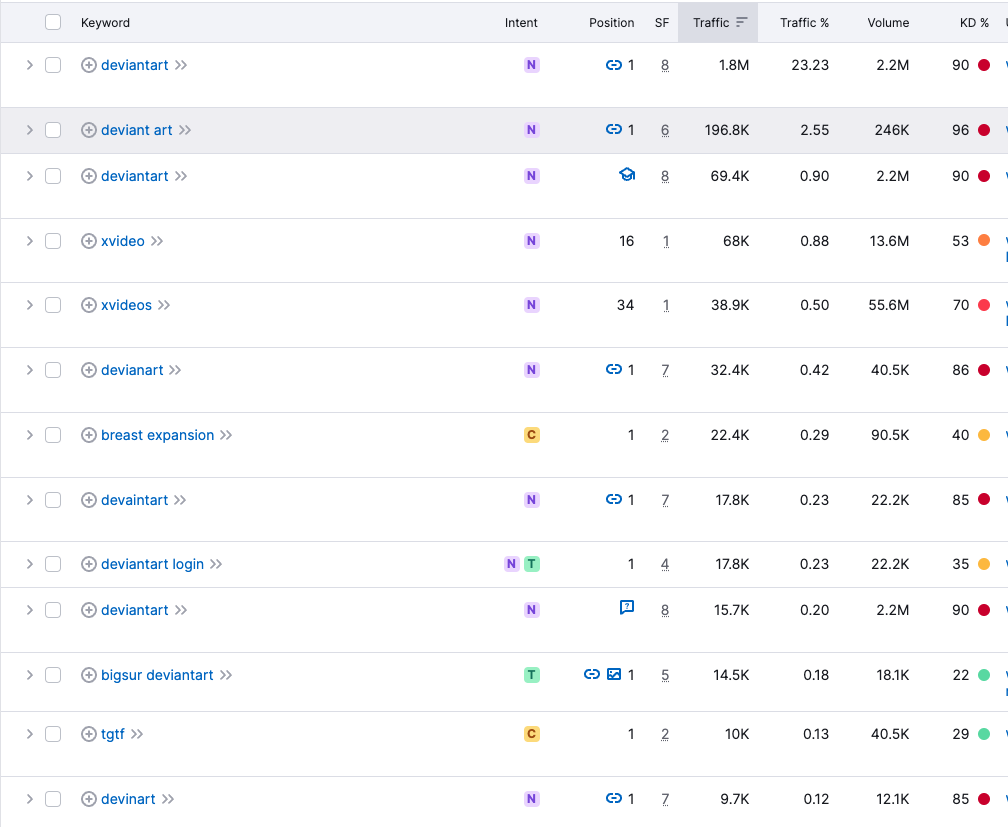 Keyword Intent Position SF Traffic Traffic % Volume KD %
deviantart N 1 8 1.8M 23.23 2.2M 90
deviant art N 1 6 196.8K 2.55 246K 96
deviantart N 8 69.4K 0.90 2.2M 90
xvideo N 16 1 68K 0.88 13.6M 53
xvideos N 34 1 38.9K 0.50 55.6M 70
devianart N 1 7 32.4K 0.42 40.5K 86
breast expansion C 1 2 22.4K 0.29 90.5K 40
devaintart N 1 7 17.8K 0.23 22.2K 85
deviantart login N T 1 4 17.8K 0.23 22.2K 35
deviantart N 8 15.7K 0.20 2.2M 90
bigsur deviantart T 1 5 14.5K 0.18 18.1K 22
tgtf C 1 2 10K 0.13 40.5K 29
devinart N 1 7 9.7K 0.12 12.1K 85